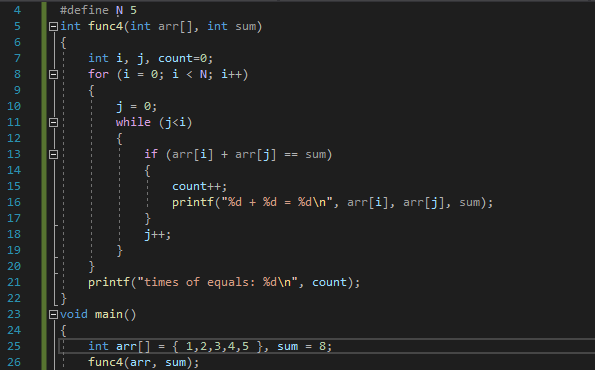 4 #define N 5
5 int func4(int arr[], int sum)
6 {
7 int i, j, count=0;
8 for (i = 0; i < N; i++)
9 {
10 j = 0;
11 while (j<i)
12 {
13 if (arr[i] + arr[j] == sum)
14 {
15 count++;
16 printf("%d + %d = %d\n", arr[i], arr[j], sum);
17 }
18 j++;
19 }
20 }
21 printf("times of equals: %d\n", count);
22 }
23 void main()
24 {
25 int arr[] = { 1,2,3,4,5 }, sum = 8;
26 func4(arr, sum);